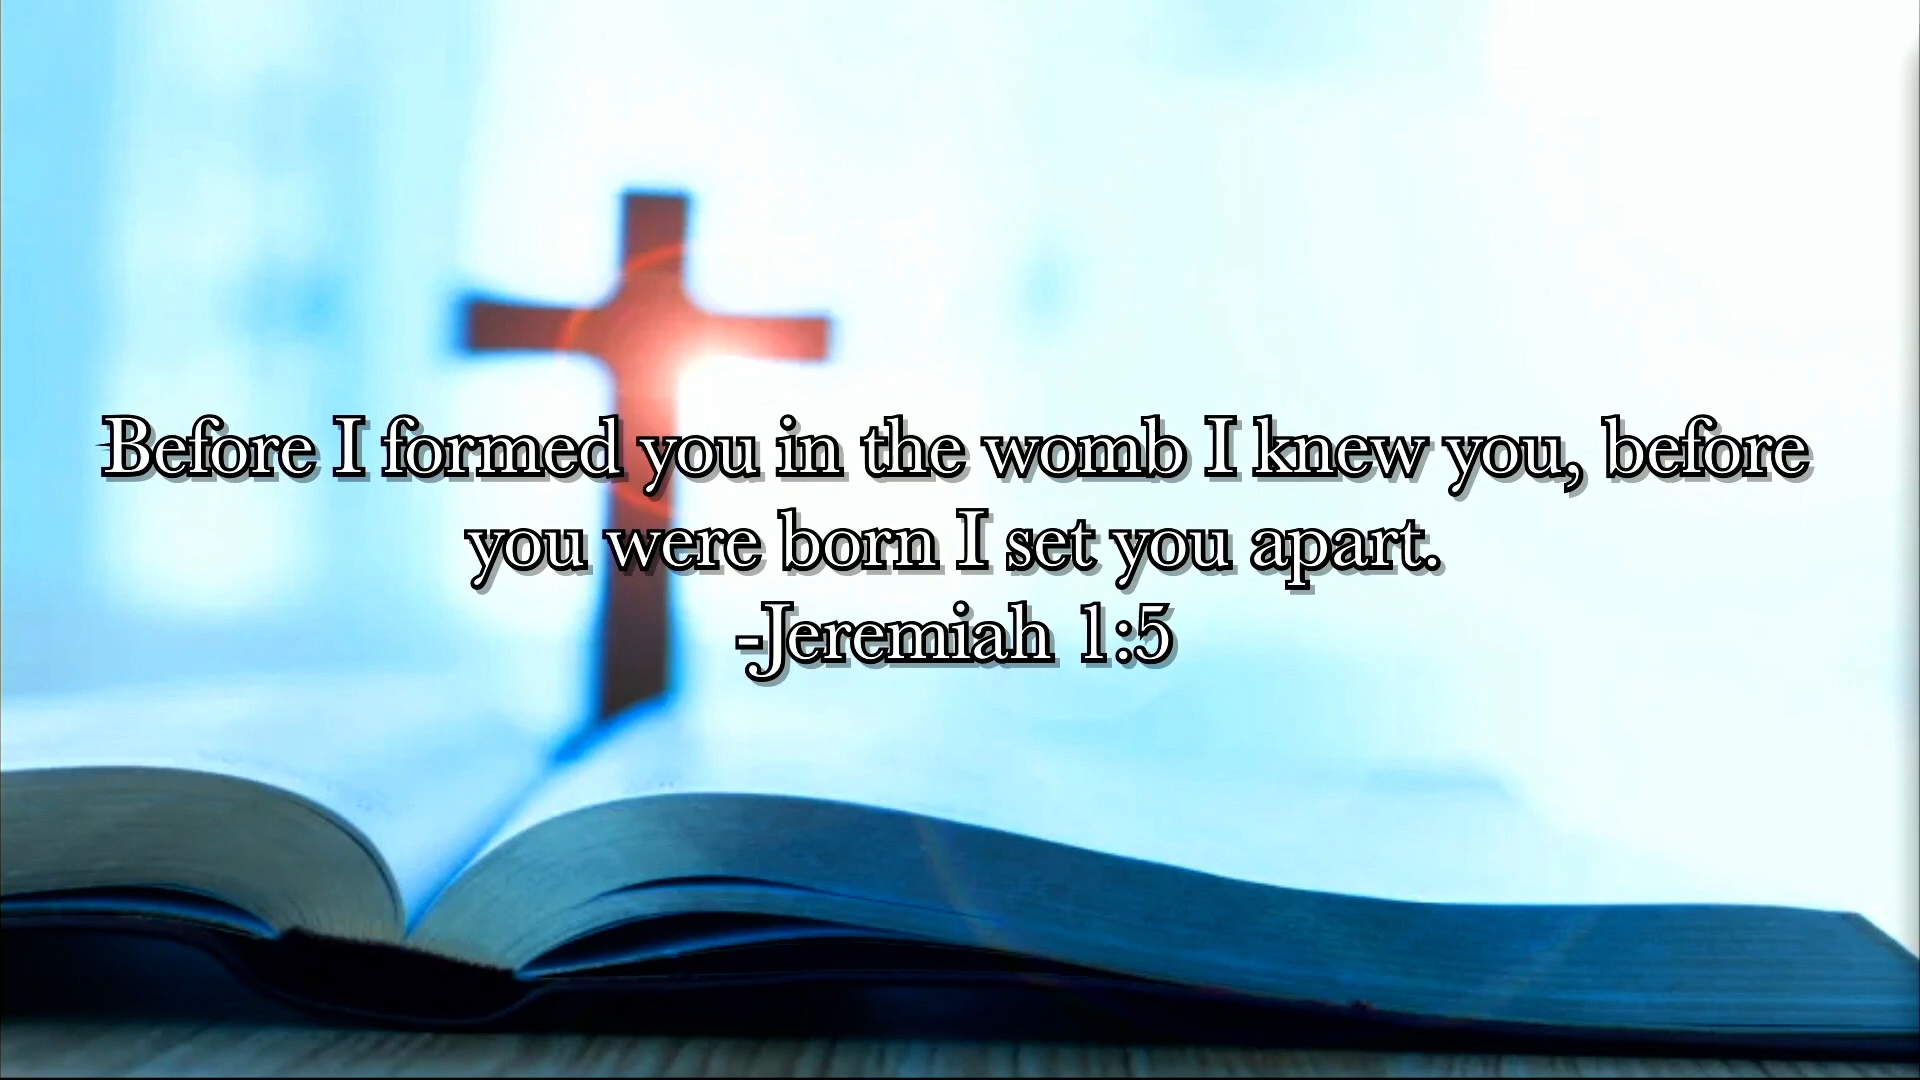 Before I formed you in the womb I knew you, before
you were born I set you apart.
-Jeremiah 1:5